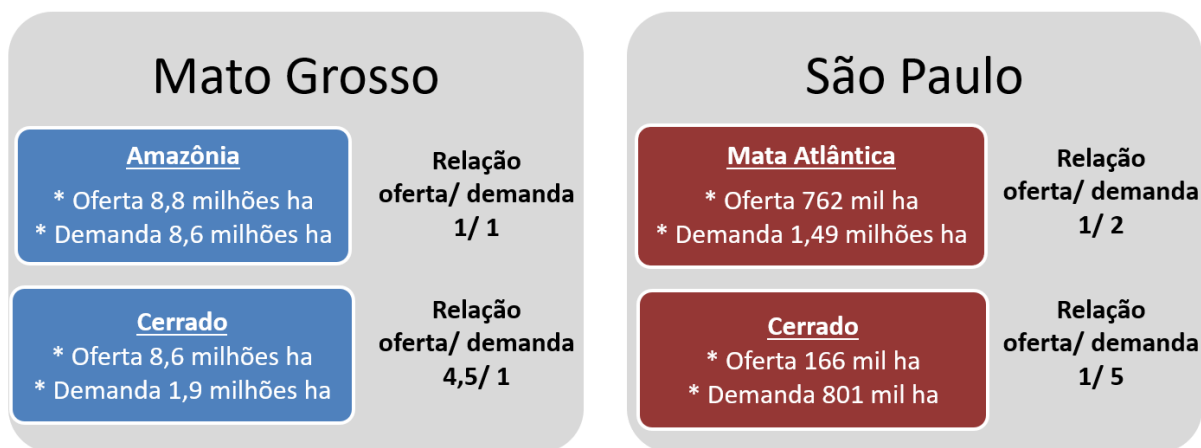 Mato Grosso
Amazônia
* Oferta 8,8 milhões ha
* Demanda 8,6 milhões ha
Relação
oferta/ demanda
1/ 1
Cerrado
* Oferta 8,6 milhões ha
* Demanda 1,9 milhões ha
Relação
oferta/ demanda
4,5/ 1
São Paulo
Mata Atlântica
* Oferta 762 mil ha
* Demanda 1,49 milhões ha
Relação
oferta/ demanda
1/ 2
Cerrado
* Oferta 166 mil ha
* Demanda 801 mil ha
Relação
oferta/ demanda
1/ 5